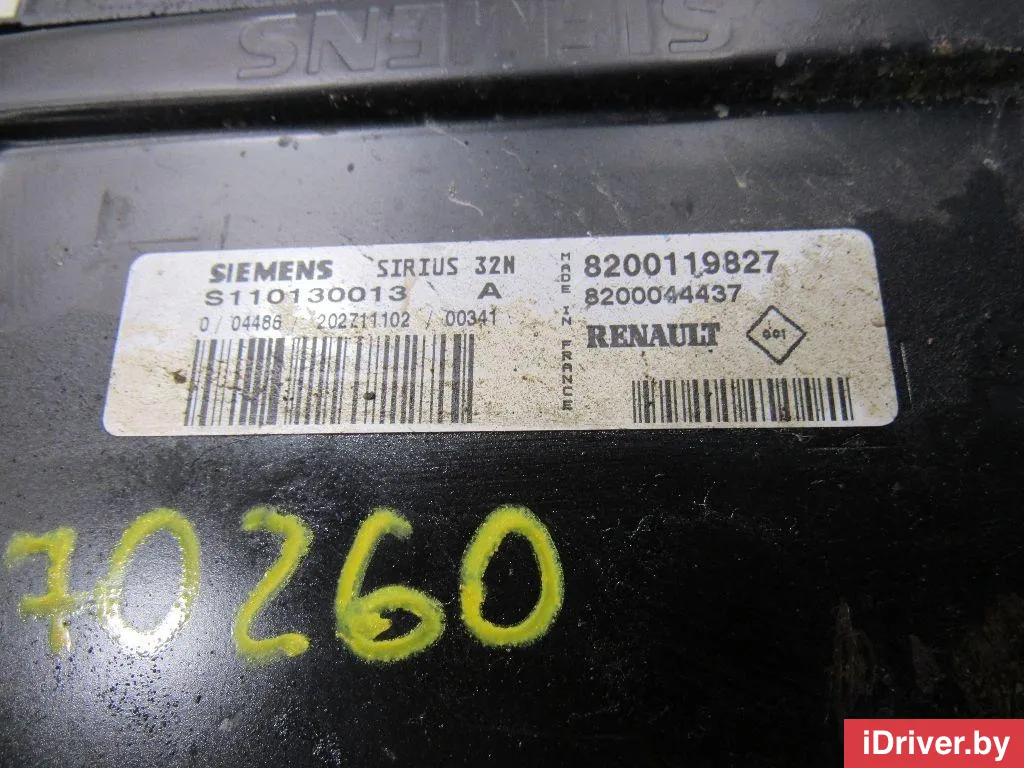 SIEMENS
SIEMENS SIRIUS 32N
S110130013 A
0 / 04486 / 202711102 / 00341
MADE IN FRANCE
8200119827
8200044437
RENAULT 001
70260
iDriver.by